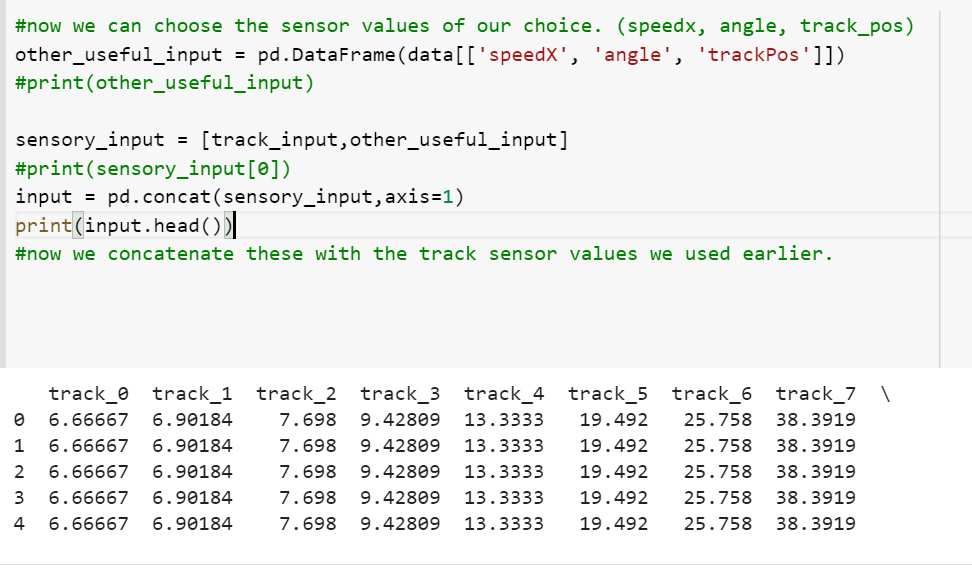 #now we can choose the sensor values of our choice. (speedx, angle, track_pos)
other_useful_input = pd.DataFrame(data[['speedX', 'angle', 'trackPos']])
#print(other_useful_input)
sensory_input = [track_input,other_useful_input]
#print(sensory_input[0])
input = pd.concat(sensory_input,axis=1)
print(input.head())
#now we concatenate these with the track sensor values we used earlier.
track_0 track_1 track_2 track_3 track_4 track_5 track_6 track_7 \
0 6.66667 6.90184 7.698 9.42809 13.3333 19.492 25.758 38.3919
1 6.66667 6.90184 7.698 9.42809 13.3333 19.492 25.758 38.3919
2 6.66667 6.90184 7.698 9.42809 13.3333 19.492 25.758 38.3919
3 6.66667 6.90184 7.698 9.42809 13.3333 19.492 25.758 38.3919
4 6.66667 6.90184 7.698 9.42809 13.3333 19.492 25.758 38.3919